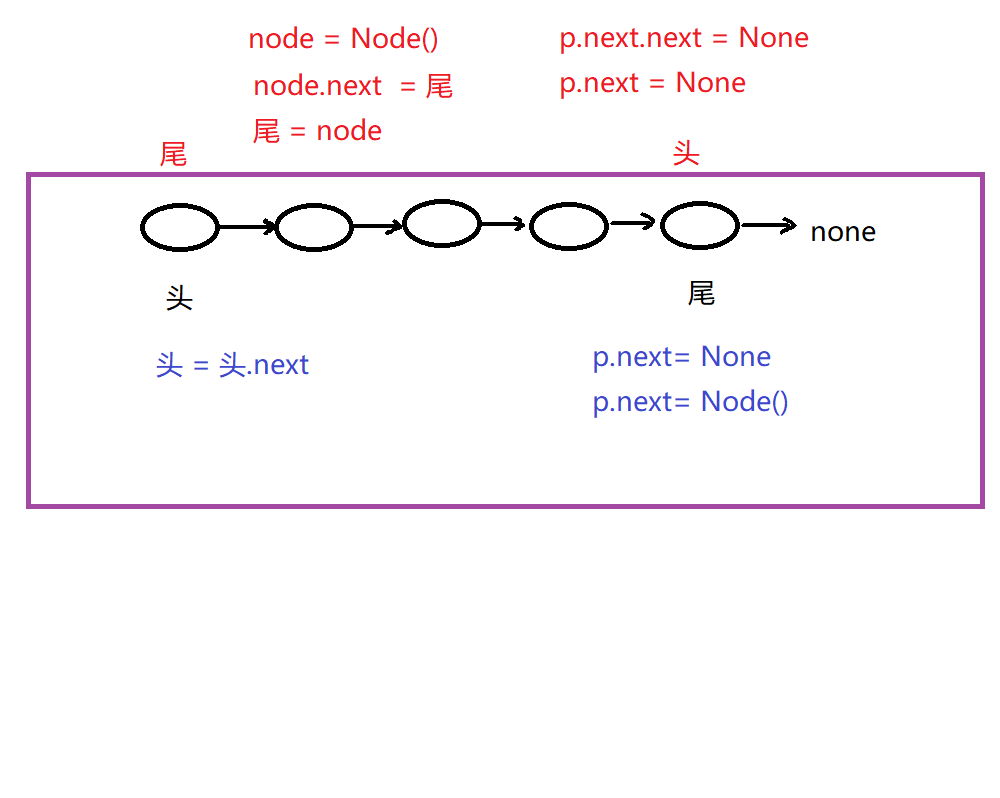 node = Node()
node.next = 尾
尾 = node
p.next.next = None
p.next = None
尾
头
none
头
尾
头 = 头.next
p.next= None
p.next= Node()